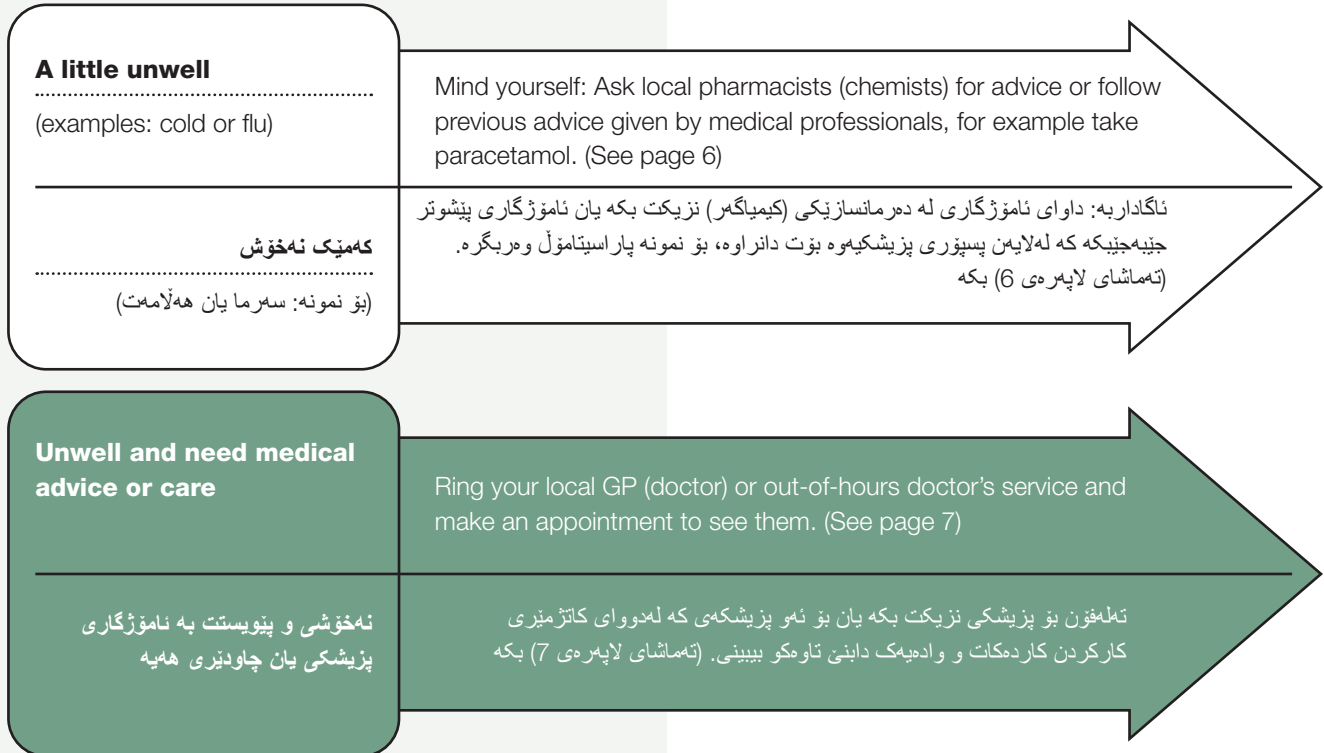 A little unwell
(examples: cold or flu)
Mind yourself: Ask local pharmacists (chemists) for advice or follow
previous advice given by medical professionals, for example take
paracetamol. (See page 6)
کەمێک نەخۆش
(بۆ نمونە: سەرما یان هەڵامەت)
ئاگاداربە: داوای ئامۆژگاری لە دەرمانسازێکی (کیمیاگەر) نزیکت بکە یان ئامۆژگاری پێشوتر
جێبەجێبکە کە لەلایەن پسپۆری پزیشکیەوە بۆت دانراوە، بۆ نمونە پاراسیتامۆڵ وەربگرە.
(تەماشای لاپەرەی 6) بکە
Unwell and need medical
advice or care
Ring your local GP (doctor) or out-of-hours doctor’s service and
make an appointment to see them. (See page 7)
نەخۆشی و پێویستت بە ئامۆژگاری
پزیشکی یان چاودێری هەیە
تەلەفۆن بۆ پزیشکی نزیکت بکە یان بۆ ئەو پزیشکەی کە لەدووای کاتژمێری
کارکردن کاردەکات و وادەیەک دابنێ تاوەکو بیبینی. (تەماشای لاپەرەی 7) بکە